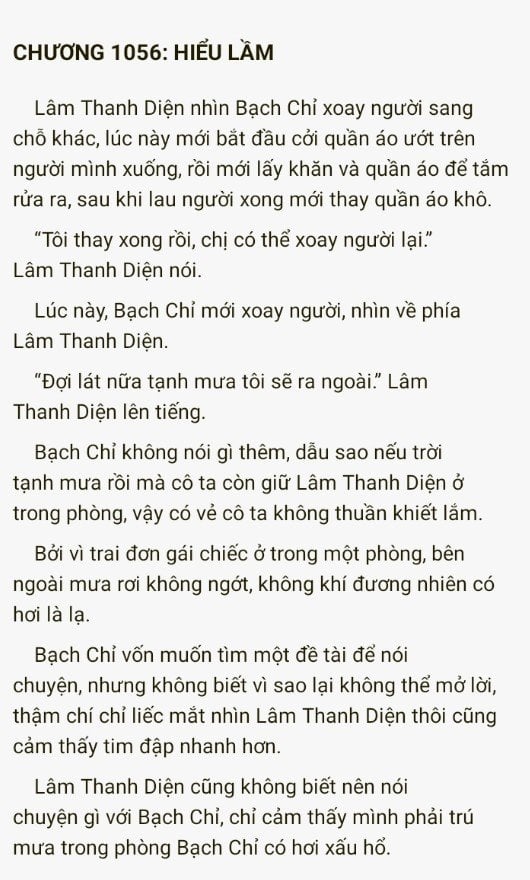 CHƯƠNG 1056: HIỂU LẦM
Lâm Thanh Diện nhìn Bạch Chỉ xoay người sang
chỗ khác, lúc này mới bắt đầu cởi quần áo ướt trên
người mình xuống, rồi mới lấy khăn và quần áo để tắm
rửa ra, sau khi lau người xong mới thay quần áo khô.
“Tôi thay xong rồi, chị có thể xoay người lại.”
Lâm Thanh Diện nói.
Lúc này, Bạch Chỉ mới xoay người, nhìn về phía
Lâm Thanh Diện.
“Đợi lát nữa tạnh mưa tôi sẽ ra ngoài.” Lâm
Thanh Diện lên tiếng.
Bạch Chỉ không nói gì thêm, dẫu sao nếu trời
tạnh mưa rồi mà cô ta còn giữ Lâm Thanh Diện ở
trong phòng, vậy có vẻ cô ta không thuần khiết lắm.
Bởi vì trai đơn gái chiếc ở trong một phòng, bên
ngoài mưa rơi không ngớt, không khí đương nhiên có
hơi là lạ.
Bạch Chỉ vốn muốn tìm một đề tài để nói
chuyện, nhưng không biết vì sao lại không thể mở lời,
thậm chí chỉ liếc mắt nhìn Lâm Thanh Diện thôi cũng
cảm thấy tim đập nhanh hơn.
Lâm Thanh Diện cũng không biết nên nói
chuyện gì với Bạch Chỉ, chỉ cảm thấy mình phải trú
mưa trong phòng Bạch Chỉ có hơi xấu hổ.